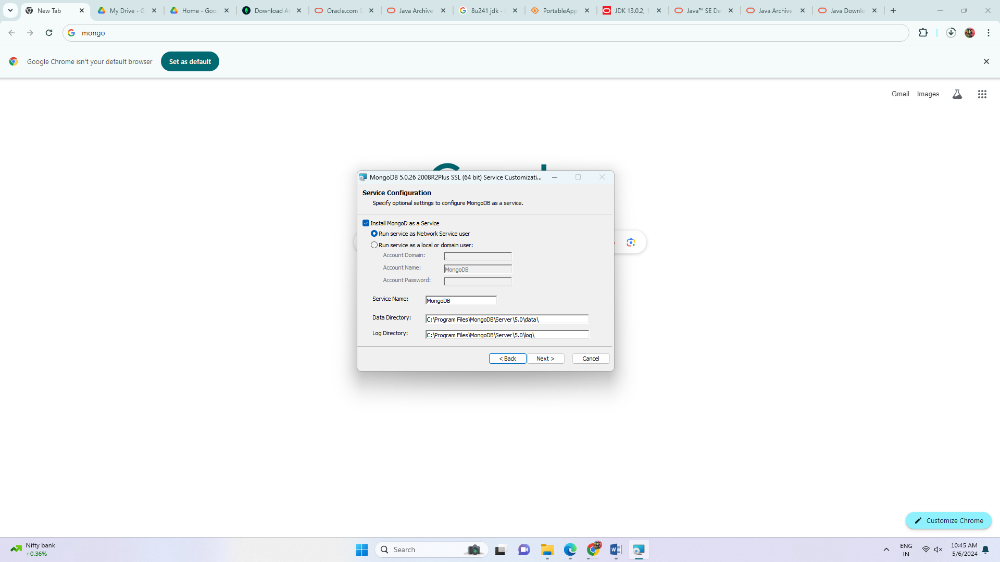 New Tab
My Drive - G
Home - Goo
Download At
Oracle.com S
Java Archive
8u241 jdk - G
PortableApp
JDK 13.0.2, 1
Java™ SE De
Java Archive
Java Downlo
mongo
Google Chrome isn't your default browser
Set as default
Gmail
Images
MongoDB 5.0.26 2008R2Plus SSL (64 bit) Service Customizati...
Service Configuration
Specify optional settings to configure MongoDB as a service.
Install MongoD as a Service
Run service as Network Service user
Run service as a local or domain user:
Account Domain: .
Account Name: MongoDB
Account Password:
Service Name: MongoDB
Data Directory: C:\Program Files\MongoDB\Server\5.0\data\
Log Directory: C:\Program Files\MongoDB\Server\5.0\log\
< Back
Next >
Cancel
Customize Chrome
Nifty bank
+0.36%
Search
ENG
IN
10:45 AM
5/6/2024